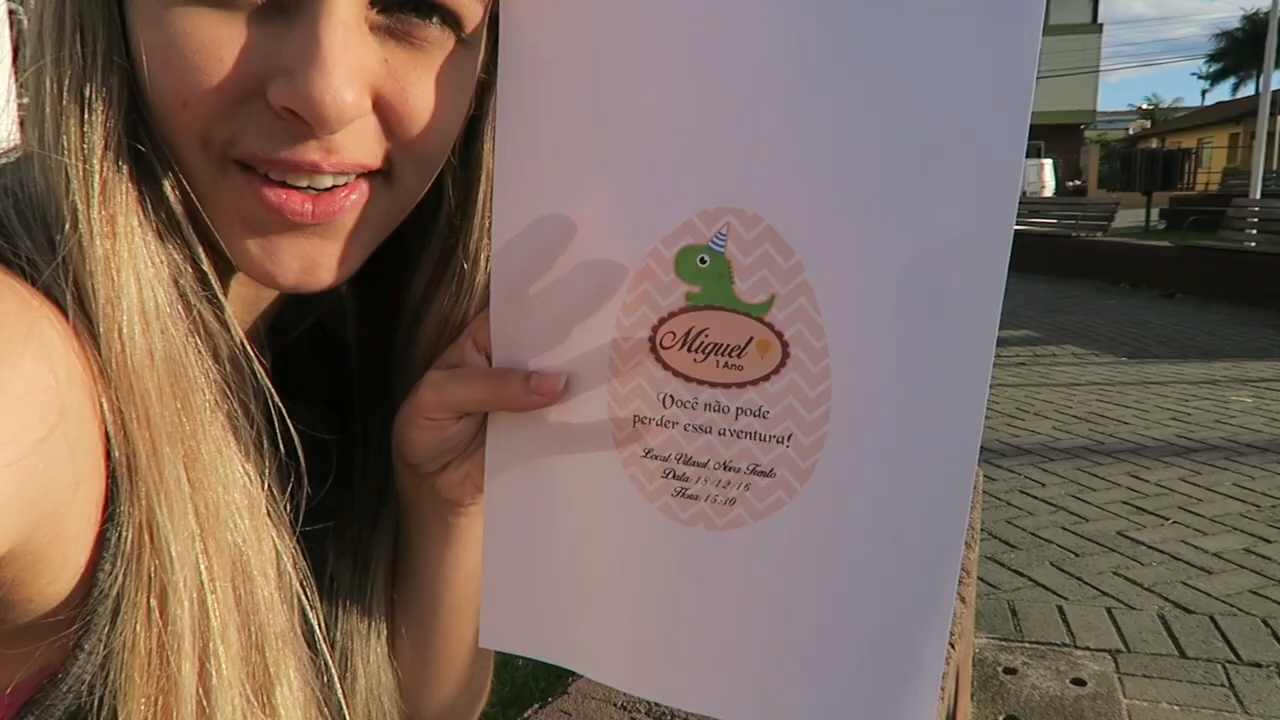 Miguel
1 Ano
Você não pode
perder essa aventura!
Local: Vilaval, Nova Trento
Data: 18/12/16
Hora: 15:30